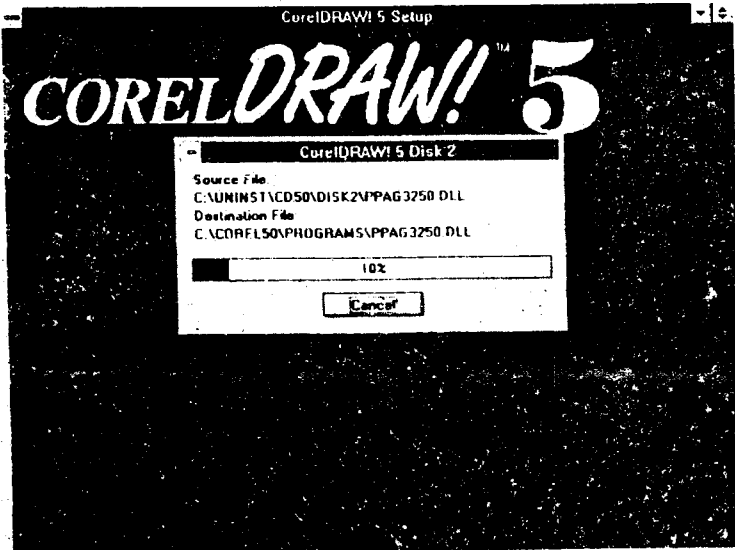 CorelDRAW! 5 Setup
CORELDRAW!™ 5
CorelDRAW! 5 Disk 2
Source File:
C:\UNINST\CD50\DISK2\PPAG3250.DLL
Destination File:
C:\COREL50\PROGRAMS\PPAG3250.DLL
10%
Cancel